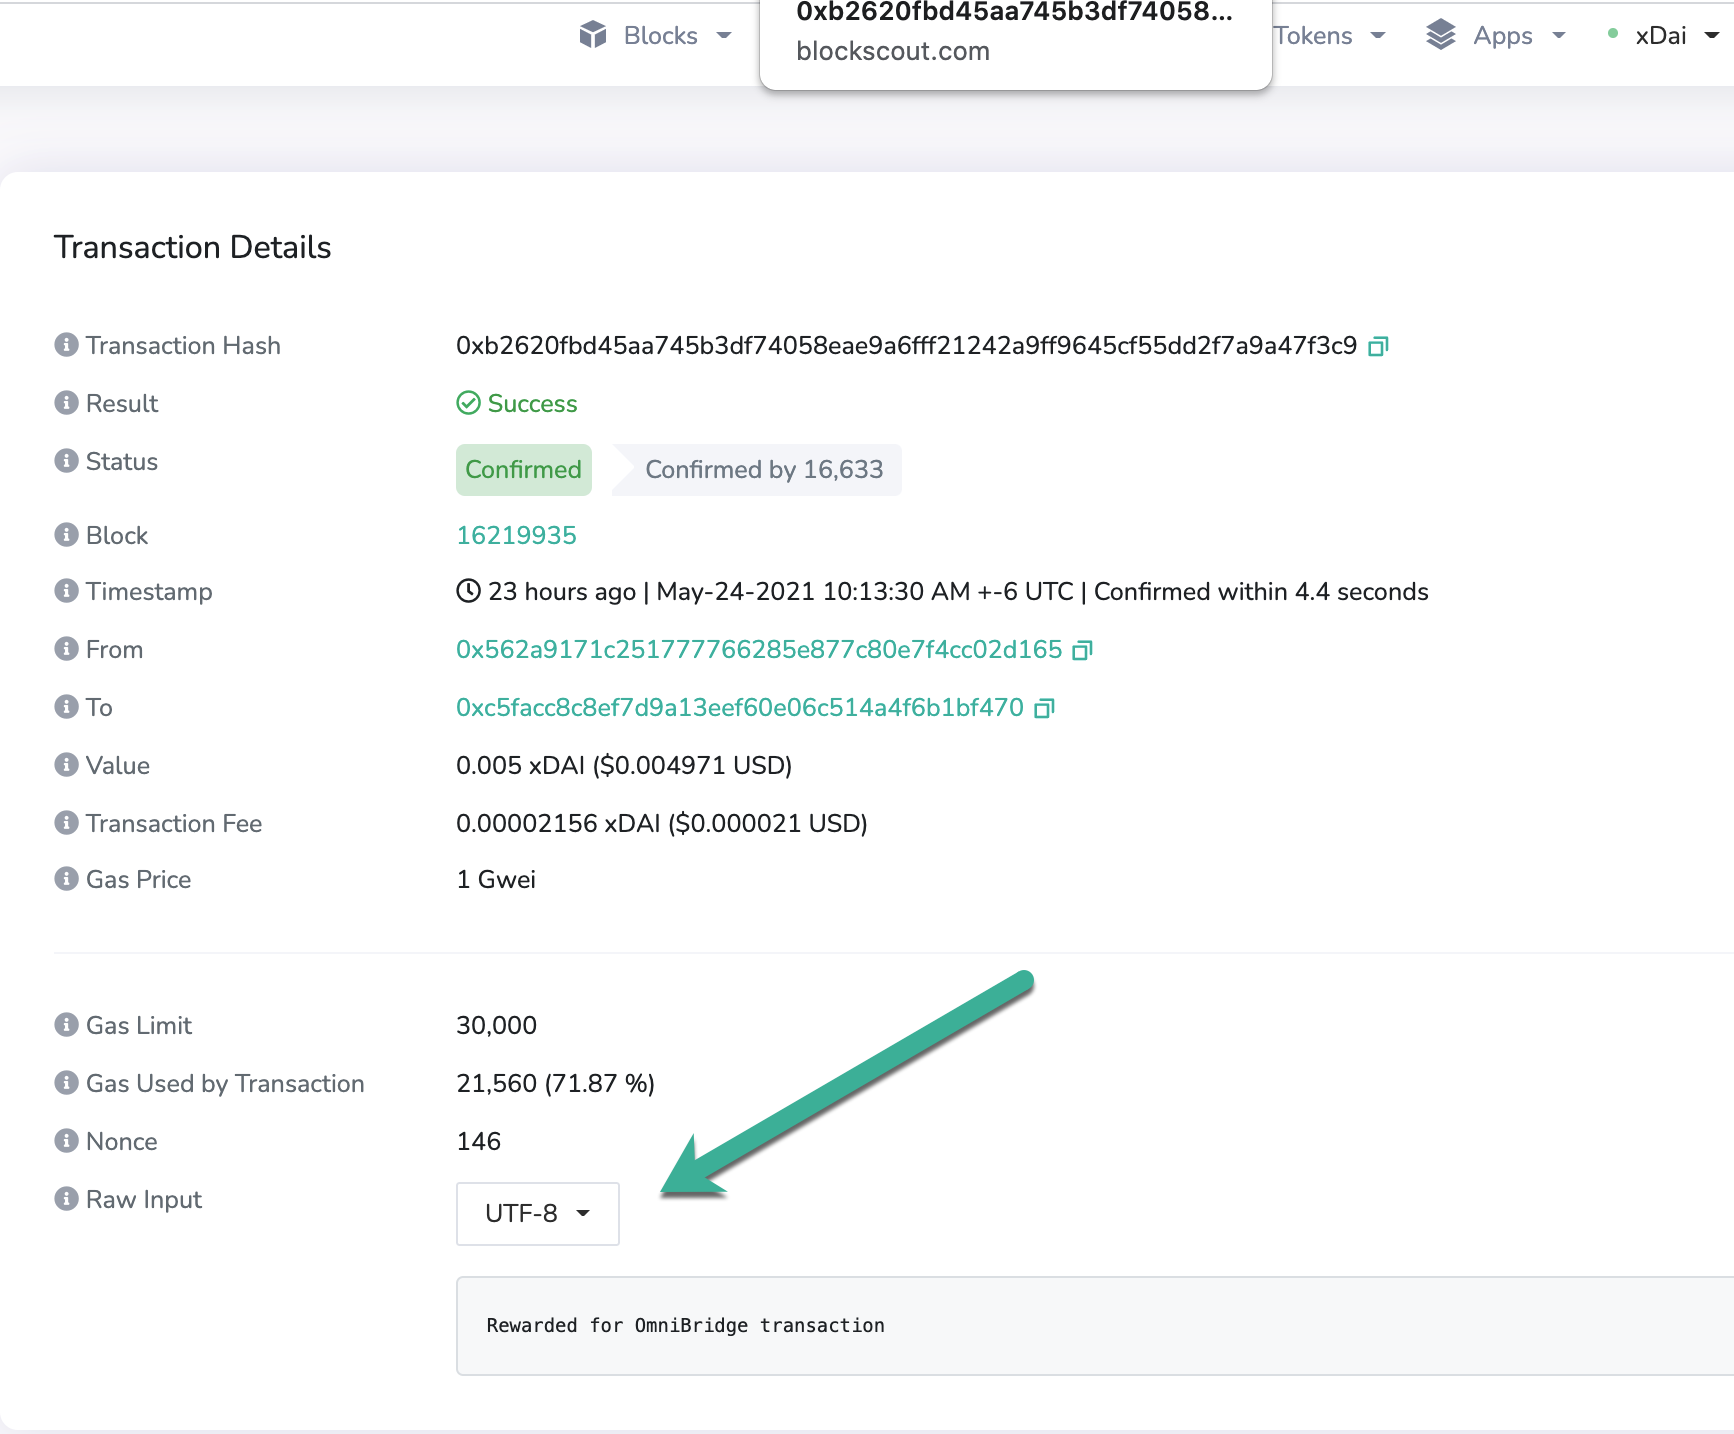 0xb2620fbd45aa745b3df74058...
blockscout.com
Blocks
Tokens
Apps
xDai
Transaction Details
Transaction Hash 0xb2620fbd45aa745b3df74058eae9a6fff21242a9ff9645cf55dd2f7a9a47f3c9
Result Success
Status Confirmed Confirmed by 16,633
Block 16219935
Timestamp 23 hours ago | May-24-2021 10:13:30 AM +-6 UTC | Confirmed within 4.4 seconds
From 0x562a9171c251777766285e877c80e7f4cc02d165
To 0xc5facc8c8ef7d9a13eef60e06c514a4f6b1bf470
Value 0.005 xDAI ($0.004971 USD)
Transaction Fee 0.00002156 xDAI ($0.000021 USD)
Gas Price 1 Gwei
Gas Limit 30,000
Gas Used by Transaction 21,560 (71.87 %)
Nonce 146
Raw Input UTF-8
Rewarded for OmniBridge transaction